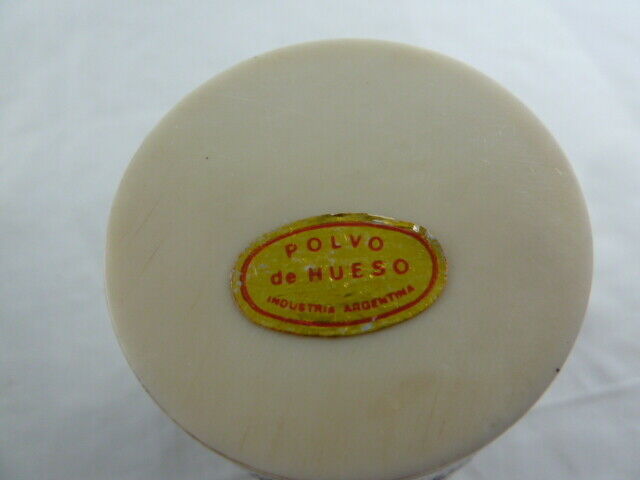 POLVO
de HUESO
INDUSTRIA ARGENTINA